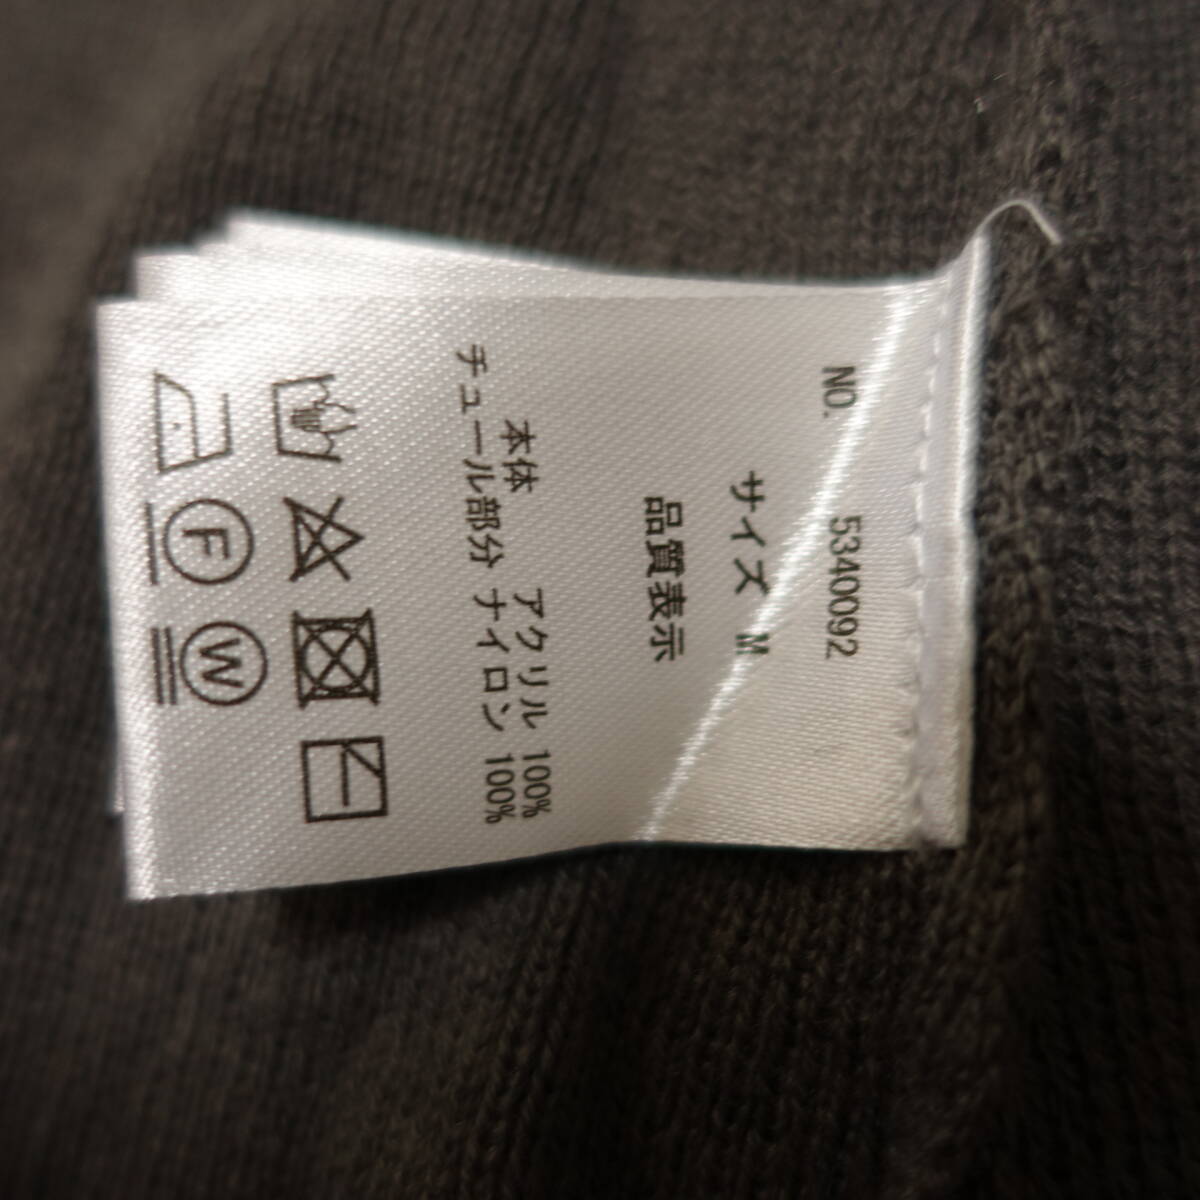 NO. 5340092
サイズ M
品質表示
本体 アクリル 100%
チュール部分 ナイロン 100%
F W